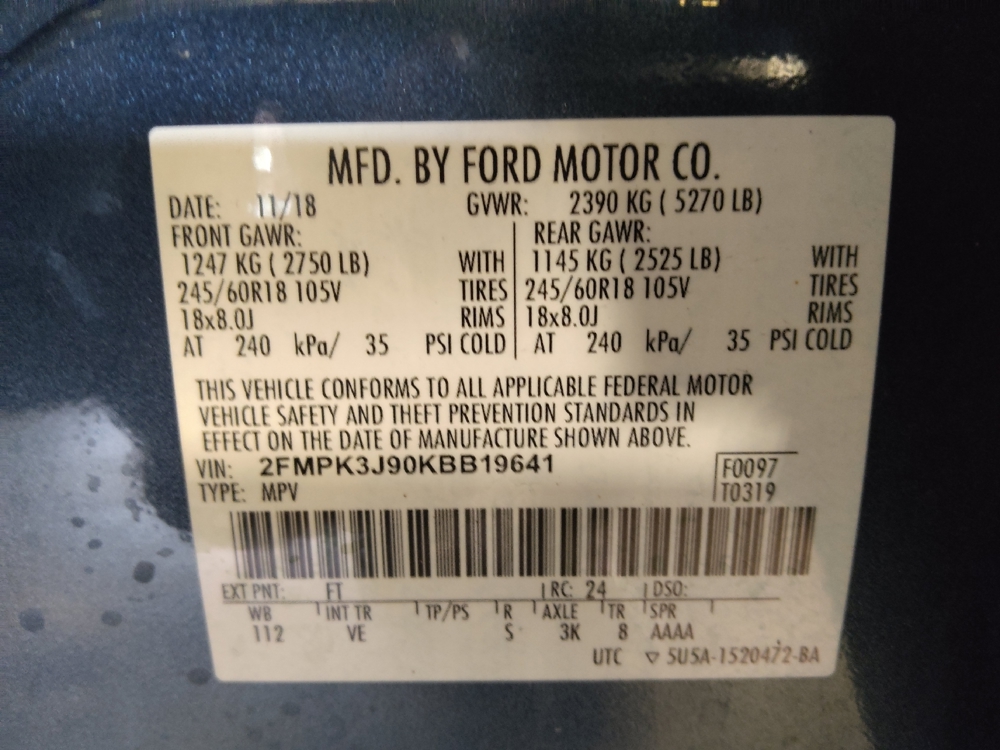 MFD. BY FORD MOTOR CO.
DATE: 11/18 GVWR: 2390 KG ( 5270 LB)
FRONT GAWR: REAR GAWR:
1247 KG ( 2750 LB) WITH 1145 KG ( 2525 LB) WITH
245/60R18 105V TIRES 245/60R18 105V TIRES
18x8.0J RIMS 18x8.0J RIMS
AT 240 kPa/ 35 PSI COLD AT 240 kPa/ 35 PSI COLD
THIS VEHICLE CONFORMS TO ALL APPLICABLE FEDERAL MOTOR
VEHICLE SAFETY AND THEFT PREVENTION STANDARDS IN
EFFECT ON THE DATE OF MANUFACTURE SHOWN ABOVE.
VIN: 2FMPK3J90KBB19641 F0097
TYPE: MPV T0319
EXT PNT: FT RC: 24 DSO:
WB INT TR TP/PS R AXLE TR SPR
112 VE S 3K 8 AAAA
UTC ▽ 5U5A-1520472-BA